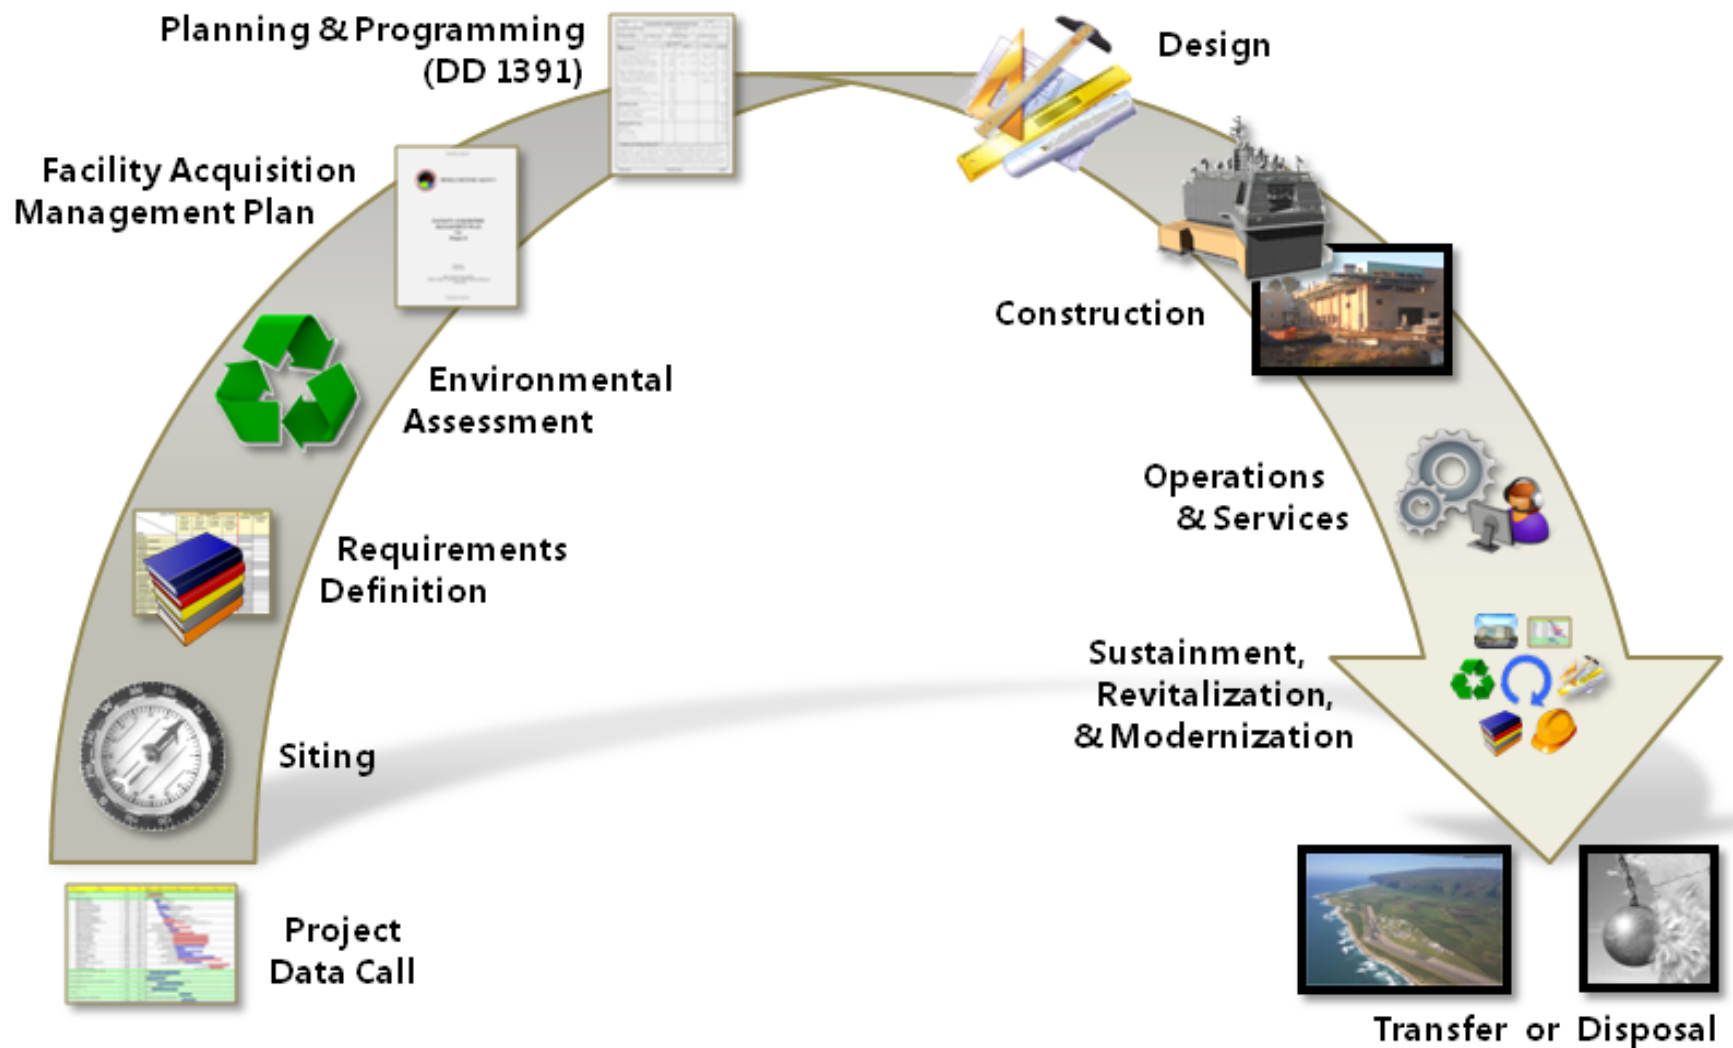 Planning & Programming
(DD 1391)
Design
Facility Acquisition
Management Plan
Construction
Environmental
Assessment
Operations
& Services
Requirements
Definition
Sustainment,
Revitalization,
& Modernization
Siting
Project
Data Call
Transfer or Disposal